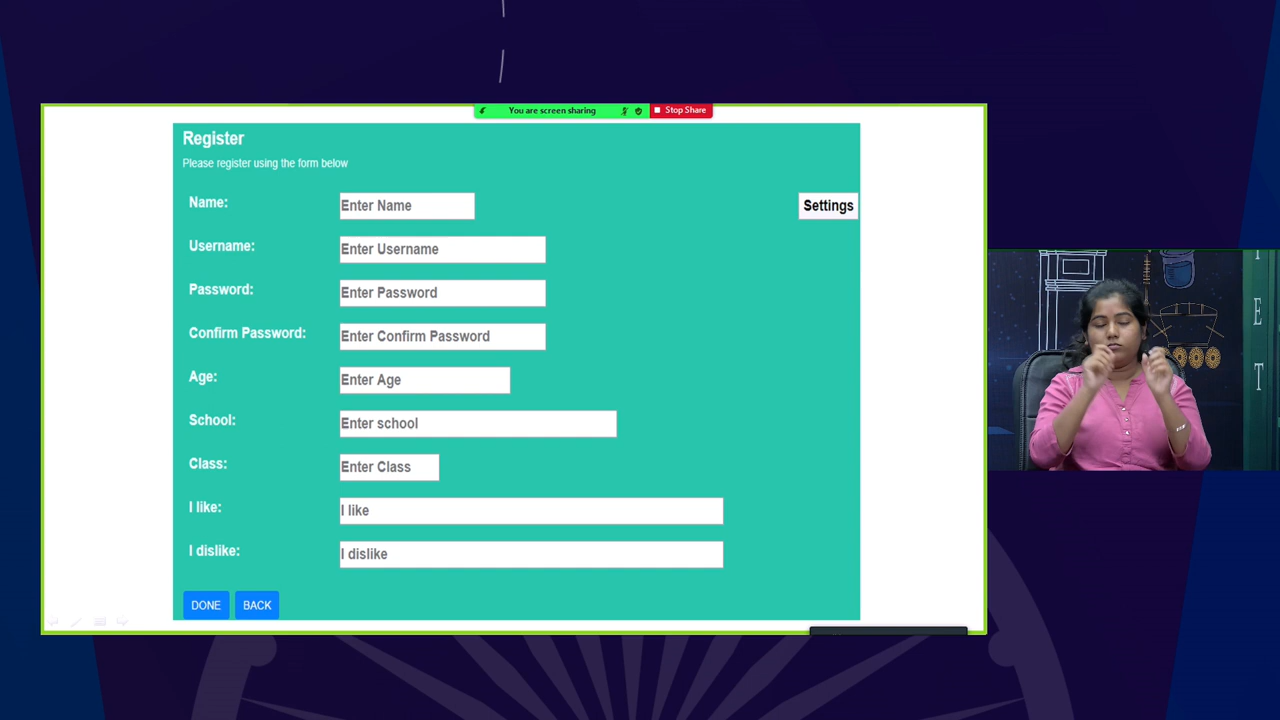 You are screen sharing
Stop Share
Register
Please register using the form below
Name: Enter Name Settings
Username: Enter Username
Password: Enter Password
Confirm Password: Enter Confirm Password
Age: Enter Age
School: Enter school
Class: Enter Class
I like: I like
I dislike: I dislike
DONE BACK
E
T